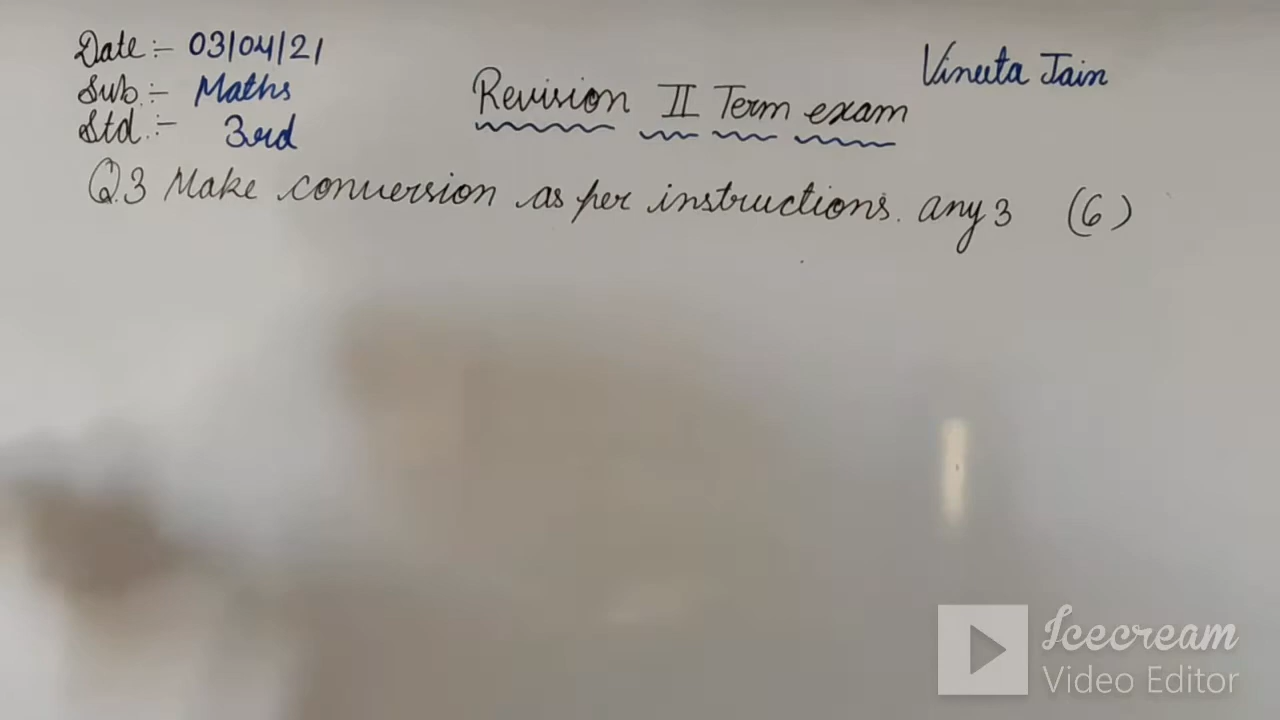 Date:- 03/04/21
Vineeta Jain
Sub:- Maths
Revision II Term exam
Std:- 3rd
Q.3 Make conversion as per instructions. any 3 (6)
Icecream
Video Editor